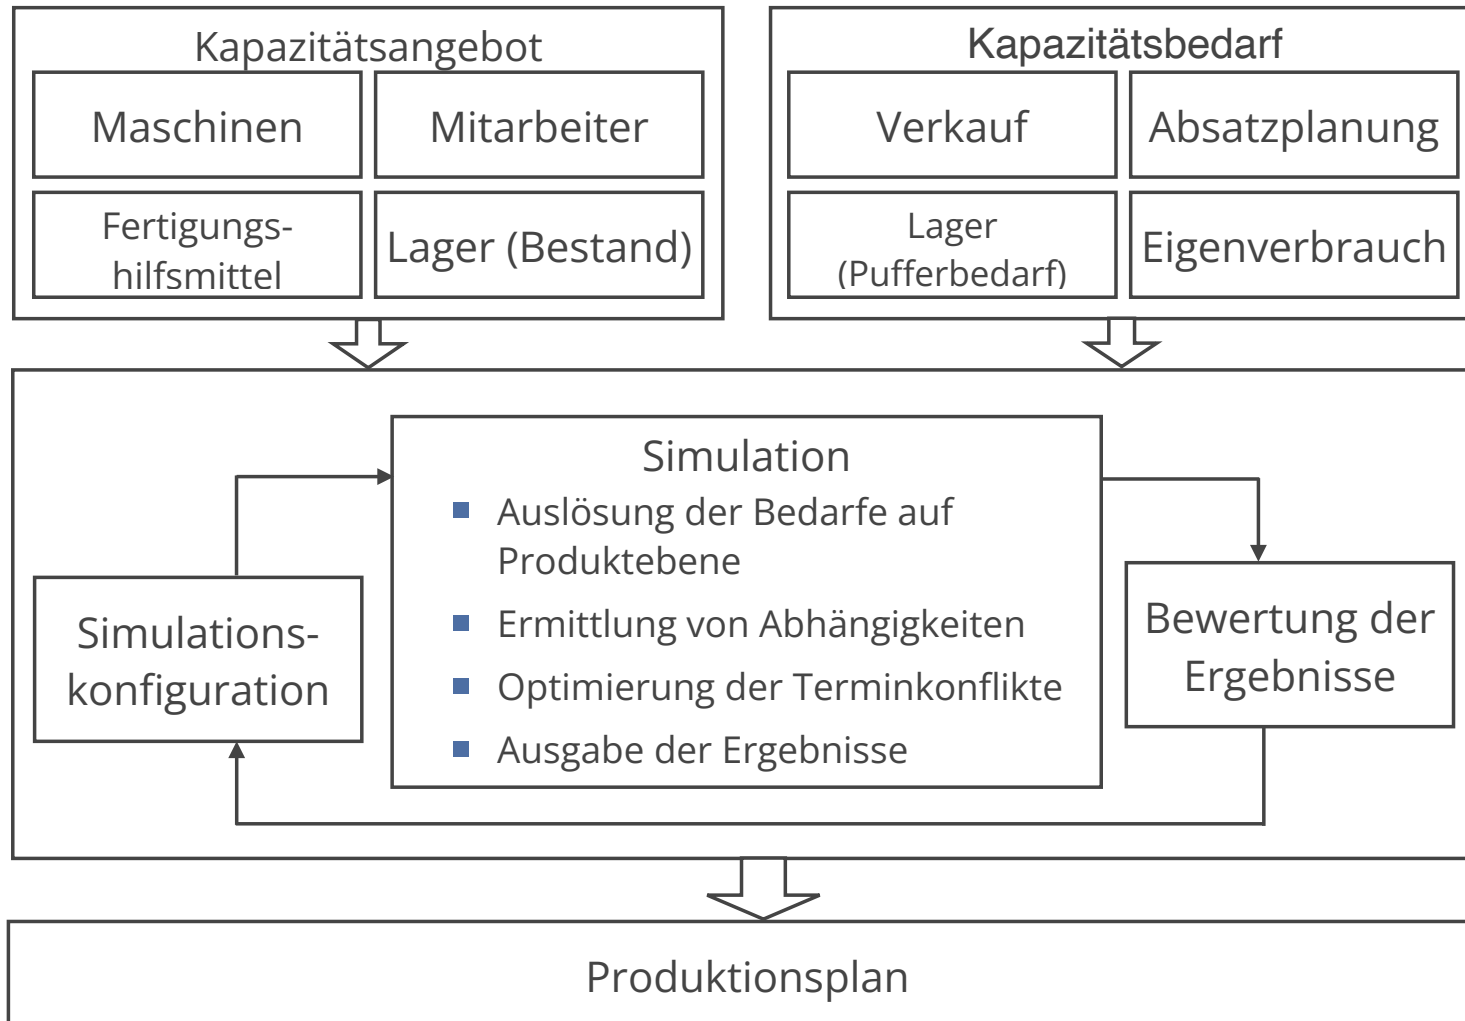 Kapazitätsangebot
Maschinen
Mitarbeiter
Fertigungs-
hilfsmittel
Lager (Bestand)
Kapazitätsbedarf
Verkauf
Absatzplanung
Lager
(Pufferbedarf)
Eigenverbrauch
Simulations-
konfiguration
Simulation
Auslösung der Bedarfe auf
Produktebene
Ermittlung von Abhängigkeiten
Optimierung der Terminkonflikte
Ausgabe der Ergebnisse
Bewertung der
Ergebnisse
Produktionsplan